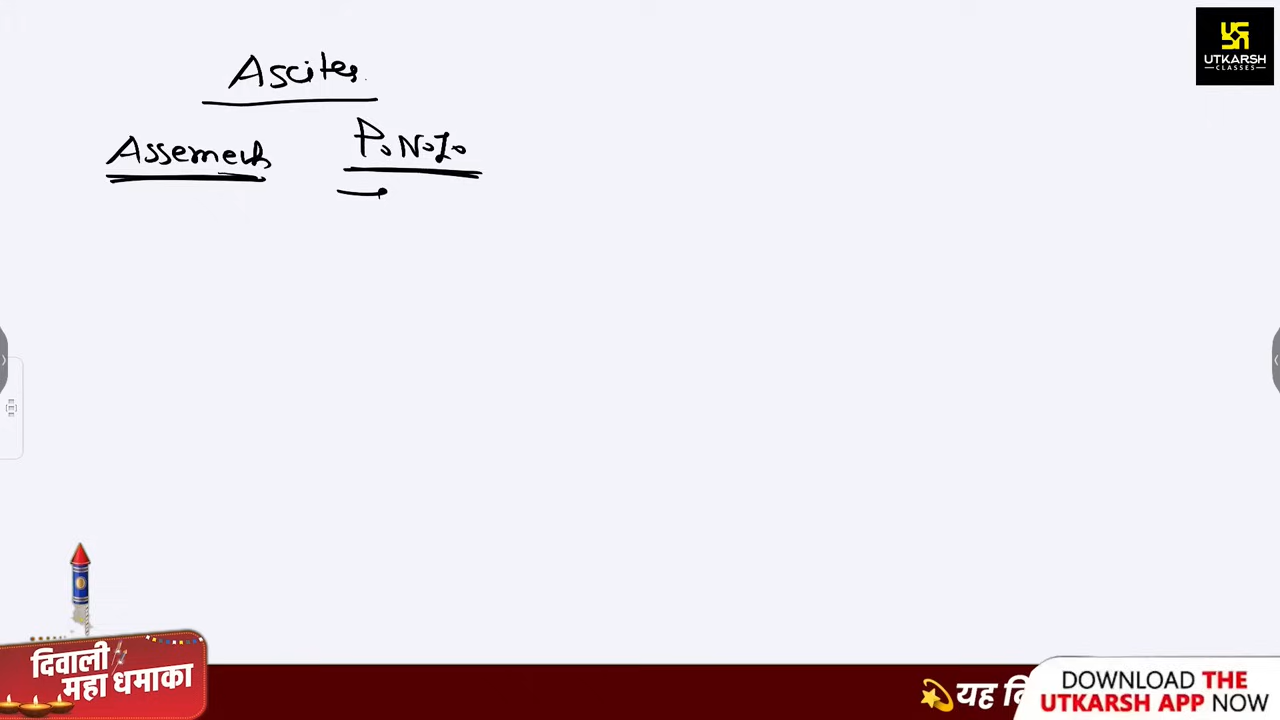 Ascites
Assement P.N.I.
UTKARSH
CLASSES
दिवाली
महा धमाका
यह
DOWNLOAD THE
UTKARSH APP NOW